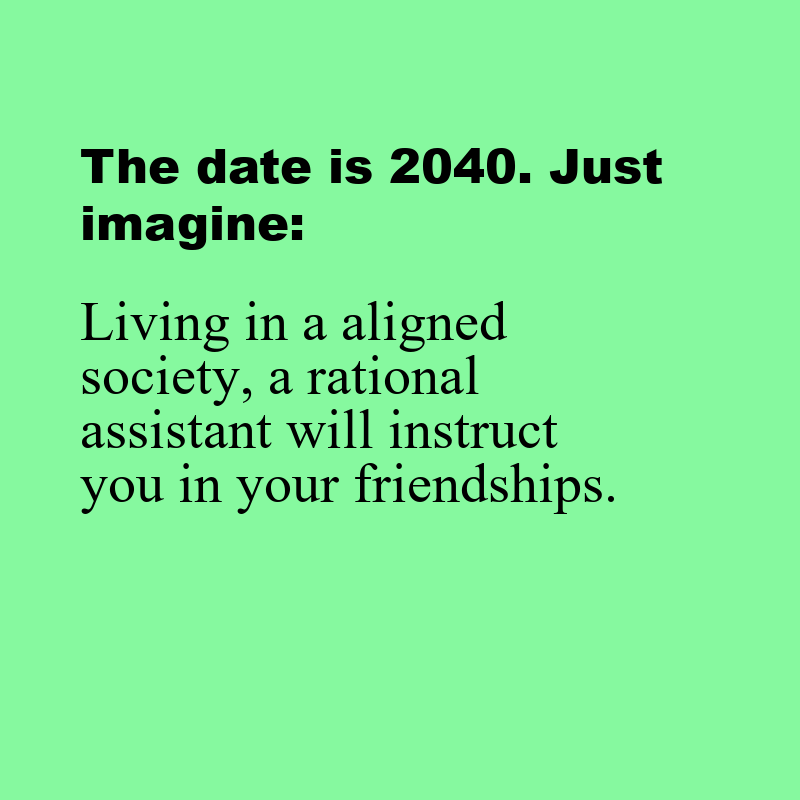 The date is 2040. Just
imagine:
Living in a aligned
society, a rational
assistant will instruct
you in your friendships.